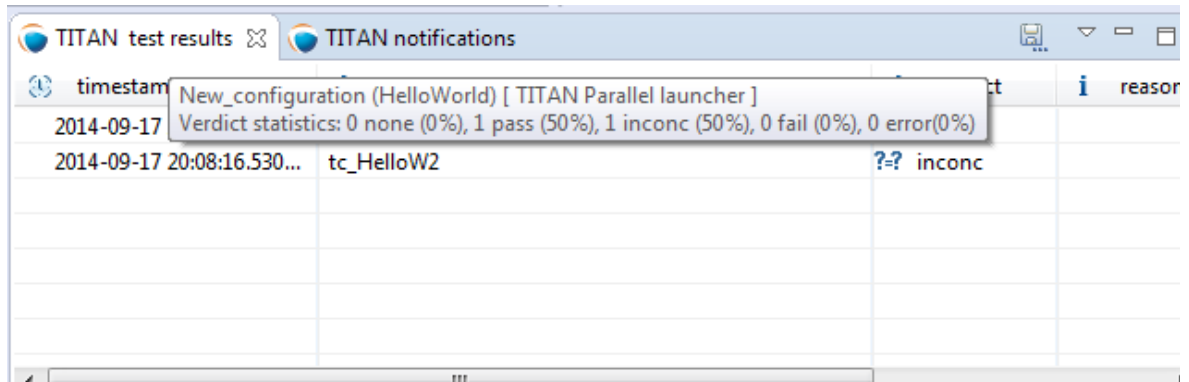 TITAN test results TITAN notifications
timestam ct i reason
New_configuration (HelloWorld) [ TITAN Parallel launcher ]
2014-09-17
Verdict statistics: 0 none (0%), 1 pass (50%), 1 inconc (50%), 0 fail (0%), 0 error(0%)
2014-09-17 20:08:16.530... tc_HelloW2 ?=? inconc